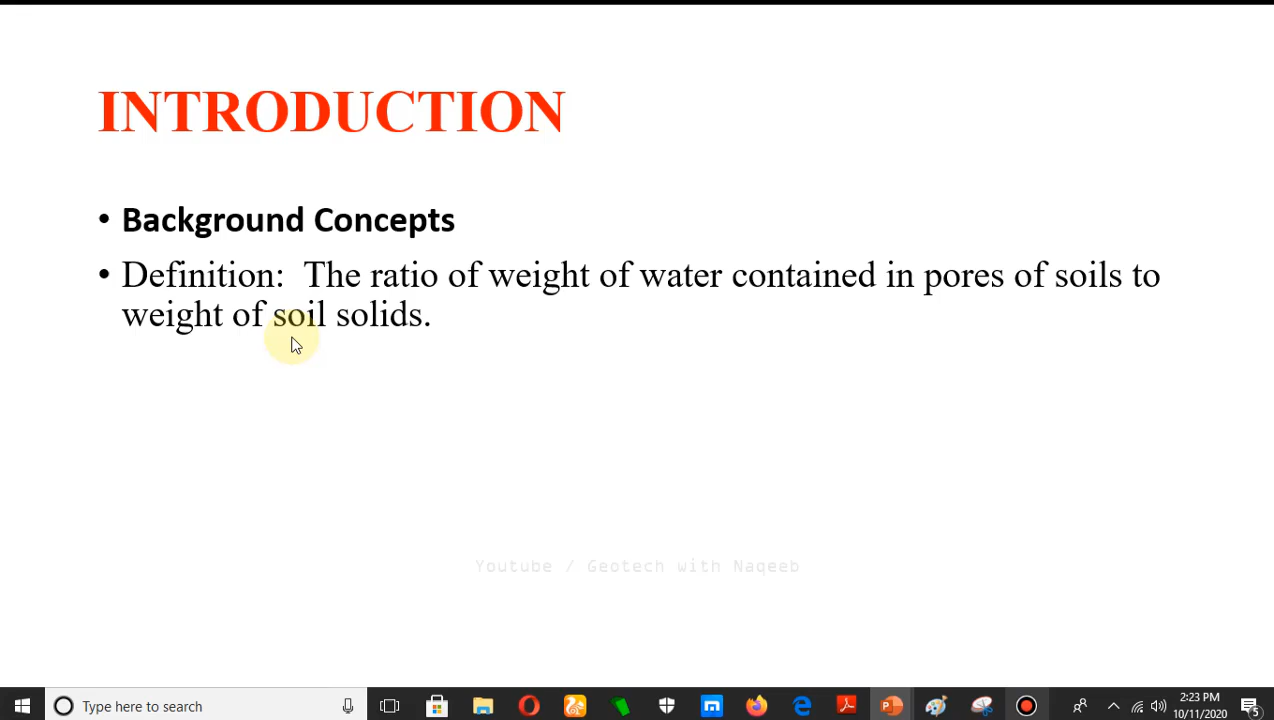 INTRODUCTION
• Background Concepts
• Definition:  The ratio of weight of water contained in pores of soils to
weight of soil solids.
Youtube / Geotech with Naqeeb
Type here to search
2:23 PM
10/11/2020
5